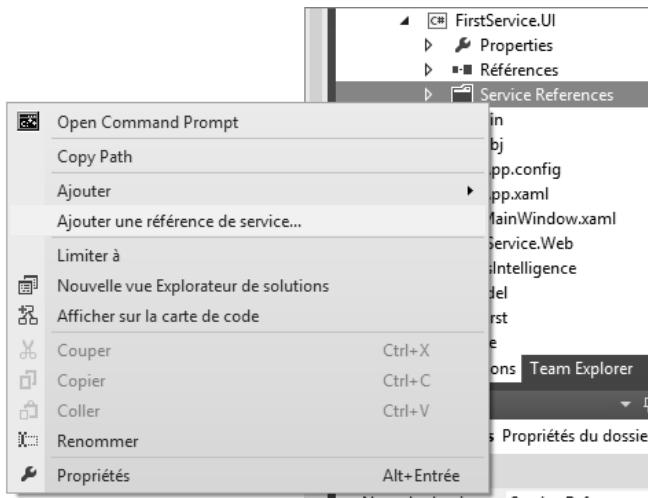 C# FirstService.UI
Properties
Références
Service References
in
bj
pp.config
pp.xaml
MainWindow.xaml
Service.Web
sIntelligence
del
rst
e
ons Team Explorer
s Propriétés du dossie
Open Command Prompt
Copy Path
Ajouter
Ajouter une référence de service...
Limiter à
Nouvelle vue Explorateur de solutions
Afficher sur la carte de code
Couper Ctrl+X
Copier Ctrl+C
Coller Ctrl+V
Renommer
Propriétés Alt+Entrée